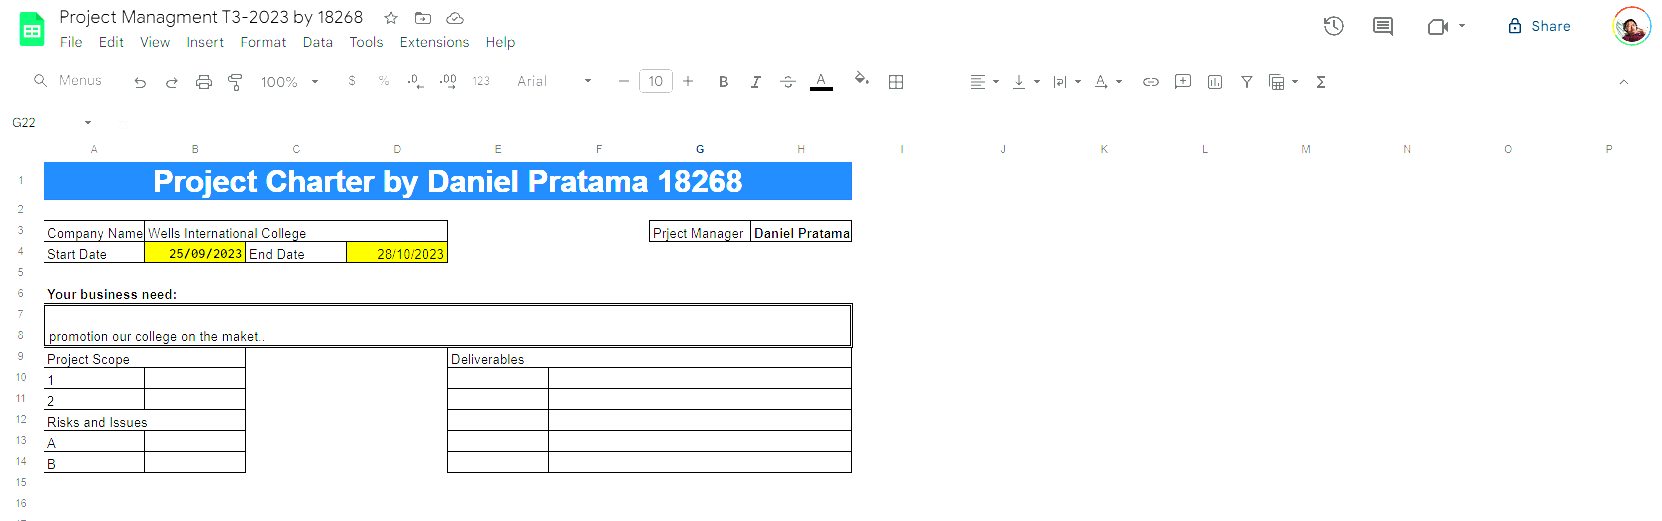 Project Managment T3-2023 by 18268
File Edit View Insert Format Data Tools Extensions Help
Share
Menus 100% $ % .0 .00 123 Arial 10 B I A
G22
A B C D E F G H I J K L M N O P
1 Project Charter by Daniel Pratama 18268
2
3 Company Name Wells International College Prject Manager Daniel Pratama
4 Start Date 25/09/2023 End Date 28/10/2023
5
6 Your business need:
7
8 promotion our college on the maket..
9 Project Scope Deliverables
10 1
11 2
12 Risks and Issues
13 A
14 B
15
16